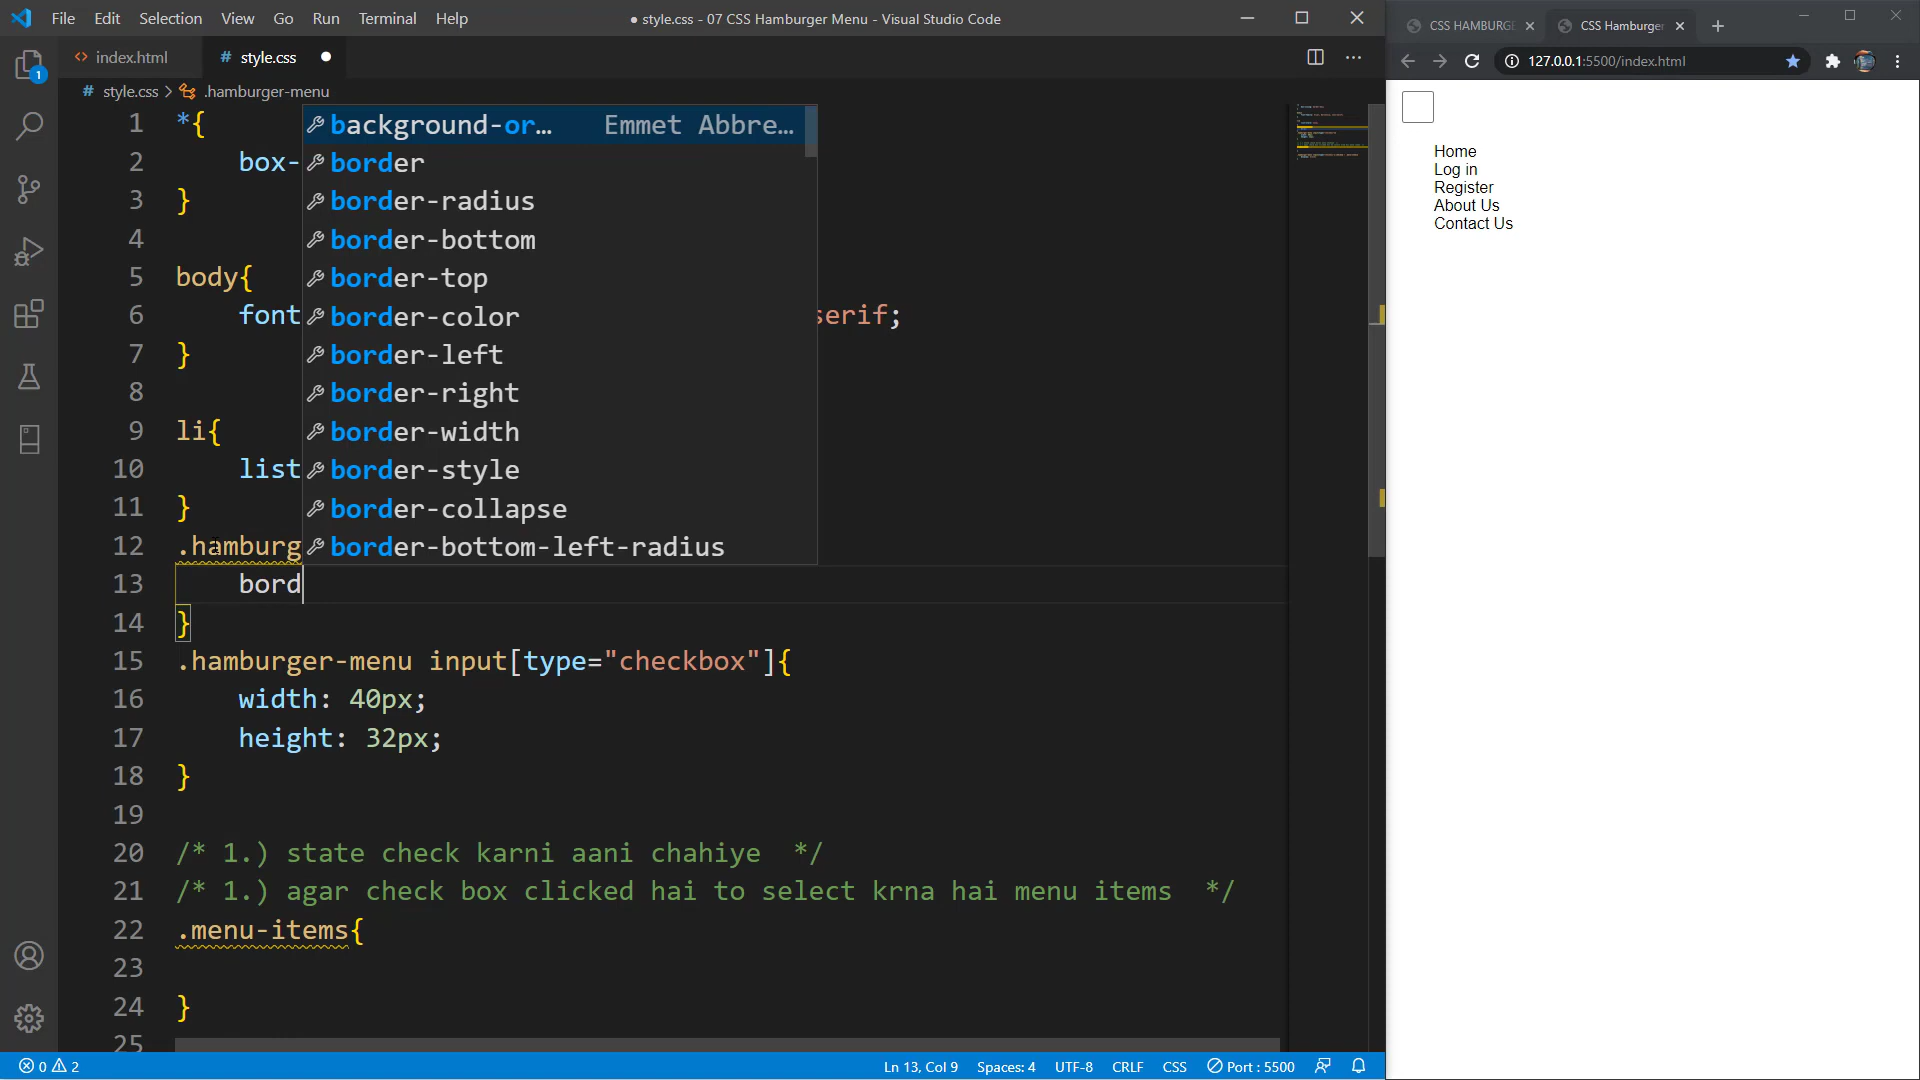 File Edit Selection View Go Run Terminal Help
● style.css - 07 CSS Hamburger Menu - Visual Studio Code
index.html # style.css ●
# style.css > .hamburger-menu
1 *{
2 box-
3 }
4
5 body{
6 font serif;
7 }
8
9 li{
10 list
11 }
12 .hamburg
13 bord
14 }
15 .hamburger-menu input[type="checkbox"]{
16 width: 40px;
17 height: 32px;
18 }
19
20 /* 1.) state check karni aani chahiye */
21 /* 1.) agar check box clicked hai to select krna hai menu items */
22 .menu-items{
23
24 }
25
background-or… Emmet Abbre…
border
border-radius
border-bottom
border-top
border-color
border-left
border-right
border-width
border-style
border-collapse
border-bottom-left-radius
1
0 2 Ln 13, Col 9 Spaces: 4 UTF-8 CRLF CSS Port : 5500
CSS HAMBURGE CSS Hamburger
127.0.0.1:5500/index.html
Home
Log in
Register
About Us
Contact Us